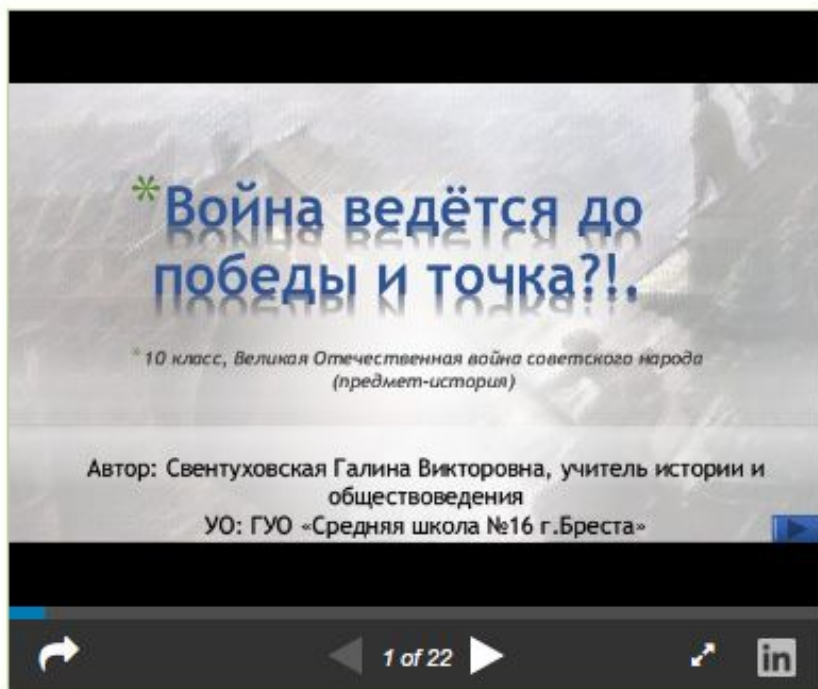 *Война ведётся до
победы и точка?!.
*10 класс, Великая Отечественная война советского народа
(предмет-история)
Автор: Свентуховская Галина Викторовна, учитель истории и
обществоведения
УО: ГУО «Средняя школа №16 г.Бреста»
1 of 22
in